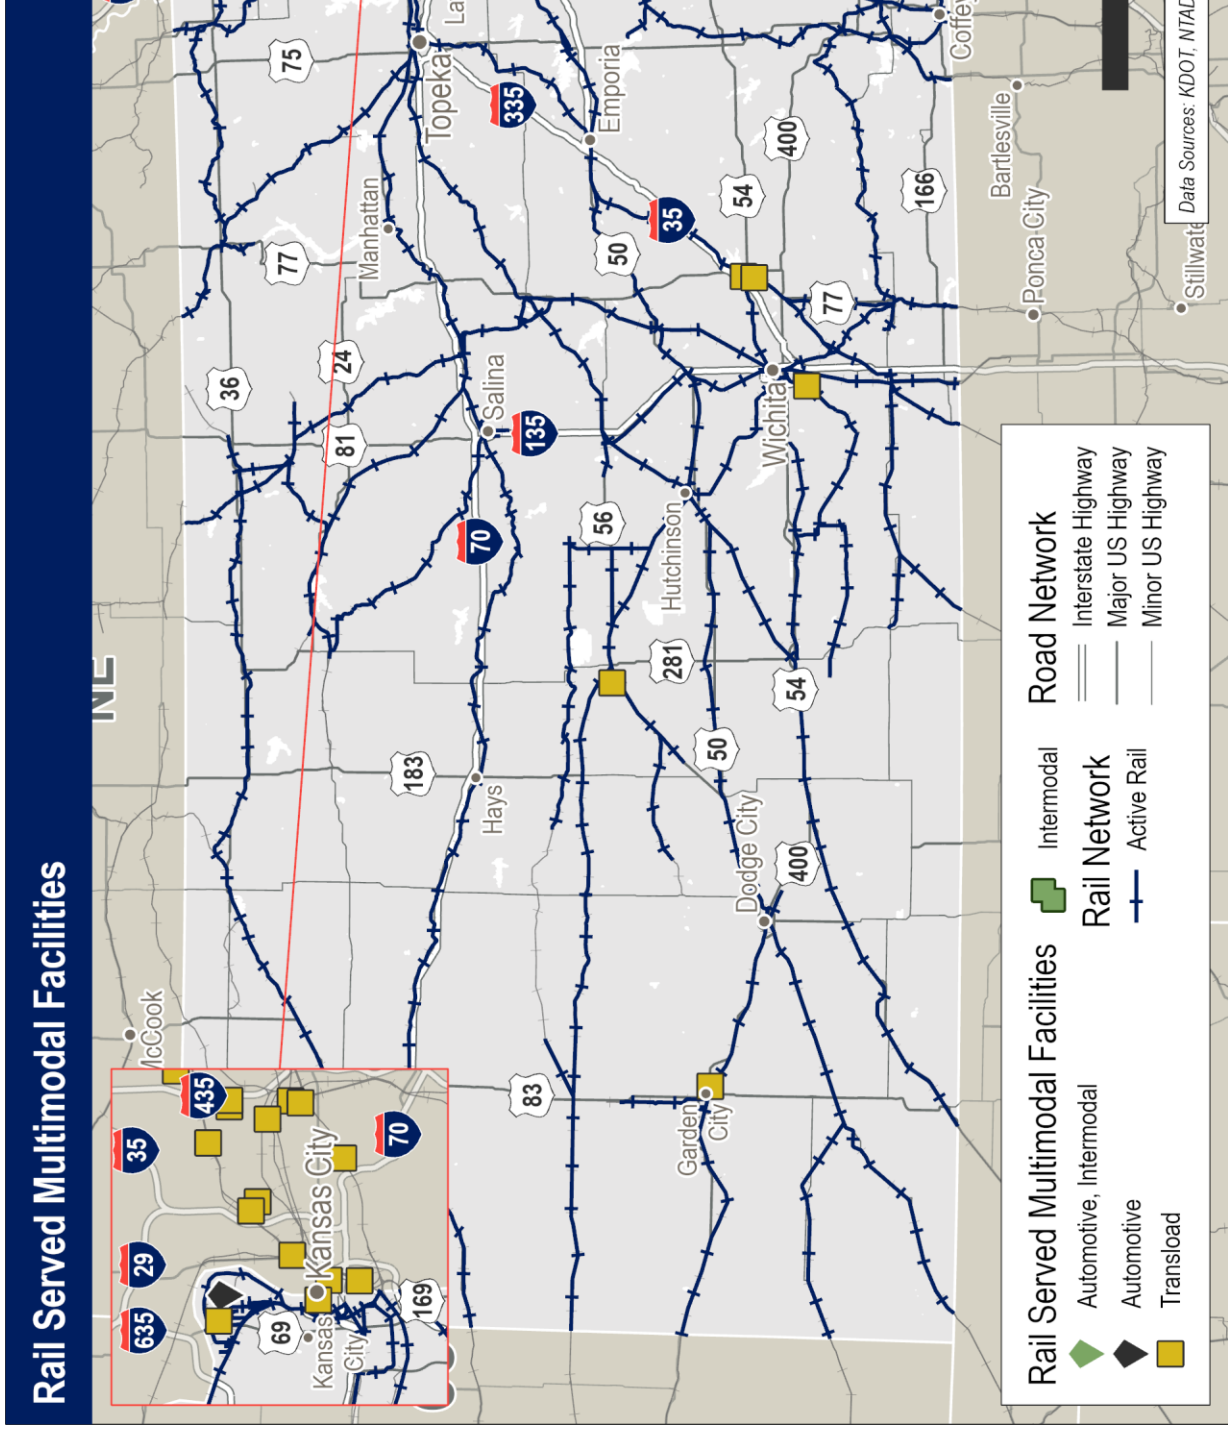 Rail Served Multimodal Facilities
NE
McCook
635
29
35
435
69
Kansas City
Kansas
City
169
70
36
75
77
24
81
Manhattan
Topeka
La
335
Emporia
Salina
135
70
183
Hays
56
50
35
54
400
166
77
Wichita
Hutchinson
281
50
54
Dodge City
400
83
Garden
City
Coffey
Bartlesville
Ponca City
Stillwate
Data Sources: KDOT, NTAD
Rail Served Multimodal Facilities
Automotive, Intermodal
Automotive
Transload
Intermodal
Rail Network
Active Rail
Road Network
Interstate Highway
Major US Highway
Minor US Highway